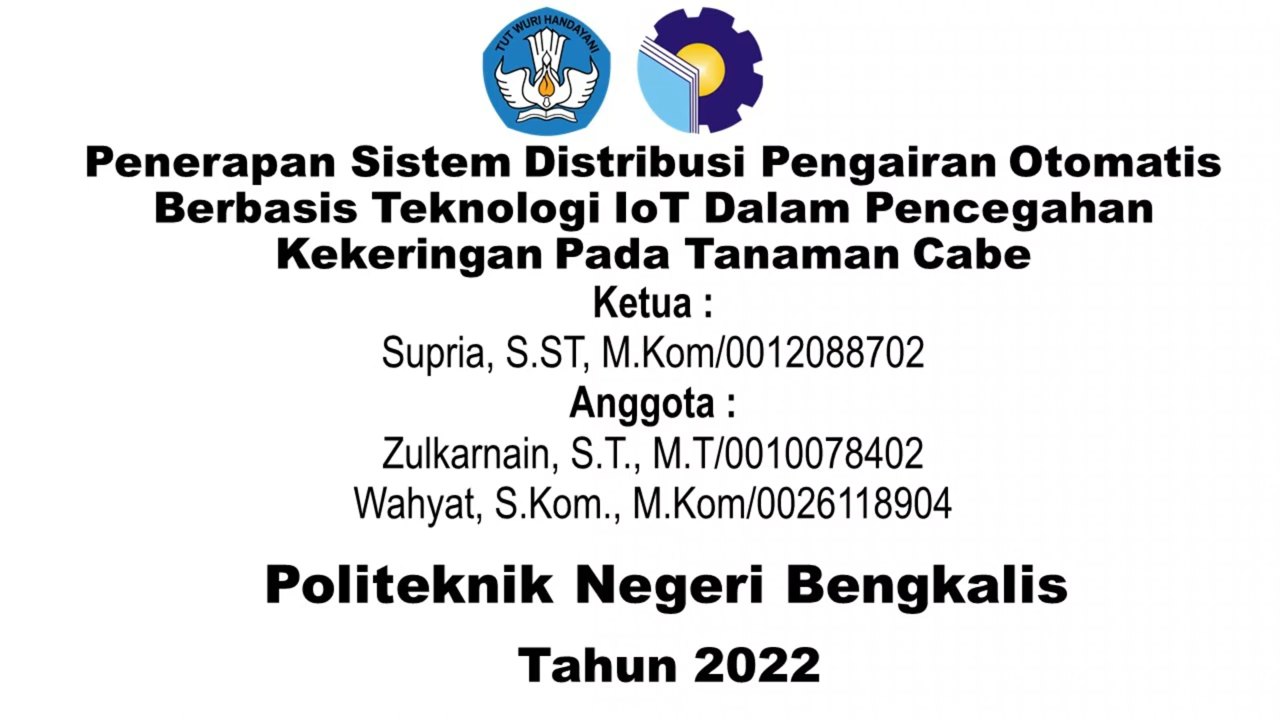 TUT WURI HANDAYANI
Penerapan Sistem Distribusi Pengairan Otomatis
Berbasis Teknologi IoT Dalam Pencegahan
Kekeringan Pada Tanaman Cabe
Ketua :
Supria, S.ST, M.Kom/0012088702
Anggota :
Zulkarnain, S.T., M.T/0010078402
Wahyat, S.Kom., M.Kom/0026118904
Politeknik Negeri Bengkalis
Tahun 2022